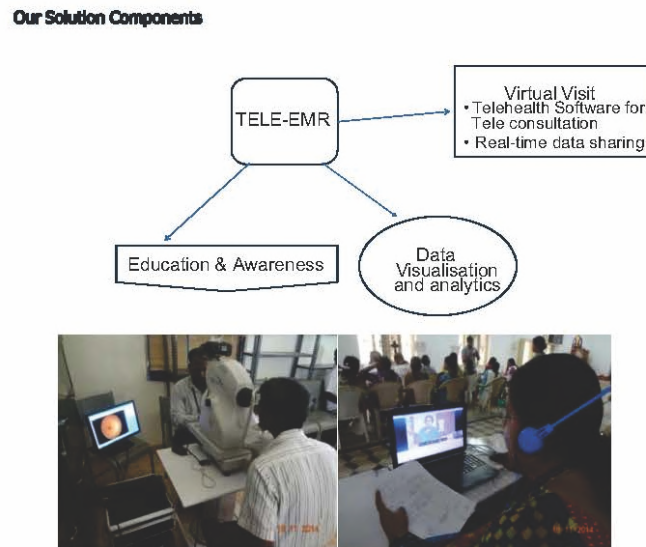 Our Solution Components
TELE-EMR
Virtual Visit
• Telehealth Software for
Tele consultation
• Real-time data sharing
Education & Awareness
Data
Visualisation
and analytics